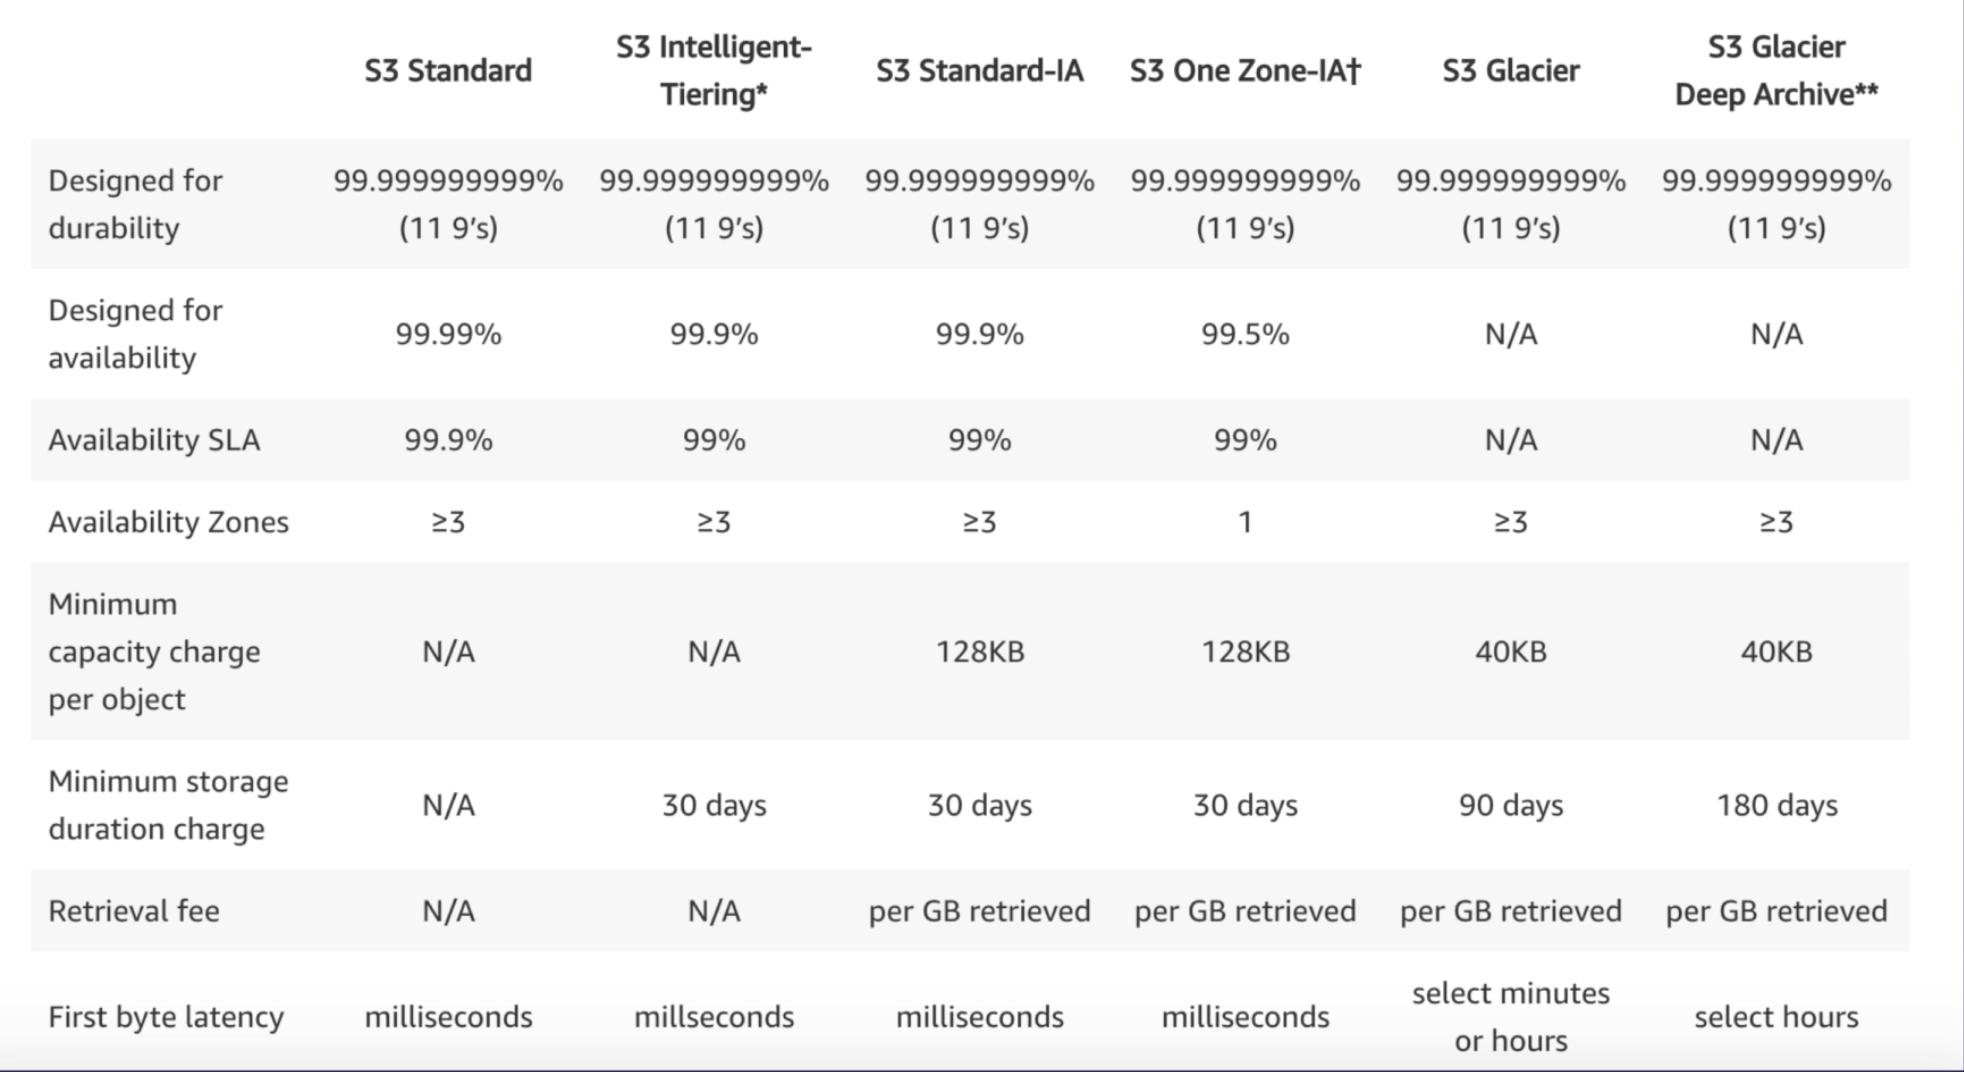 S3 Standard
S3 Intelligent-
Tiering*
S3 Standard-IA
S3 One Zone-IA†
S3 Glacier
S3 Glacier
Deep Archive**
Designed for
durability
99.999999999%
(11 9’s)
99.999999999%
(11 9’s)
99.999999999%
(11 9’s)
99.999999999%
(11 9’s)
99.999999999%
(11 9’s)
99.999999999%
(11 9’s)
Designed for
availability
99.99%
99.9%
99.9%
99.5%
N/A
N/A
Availability SLA
99.9%
99%
99%
99%
N/A
N/A
Availability Zones
≥3
≥3
≥3
1
≥3
≥3
Minimum
capacity charge
per object
N/A
N/A
128KB
128KB
40KB
40KB
Minimum storage
duration charge
N/A
30 days
30 days
30 days
90 days
180 days
Retrieval fee
N/A
N/A
per GB retrieved
per GB retrieved
per GB retrieved
per GB retrieved
First byte latency
milliseconds
millseconds
milliseconds
milliseconds
select minutes
or hours
select hours